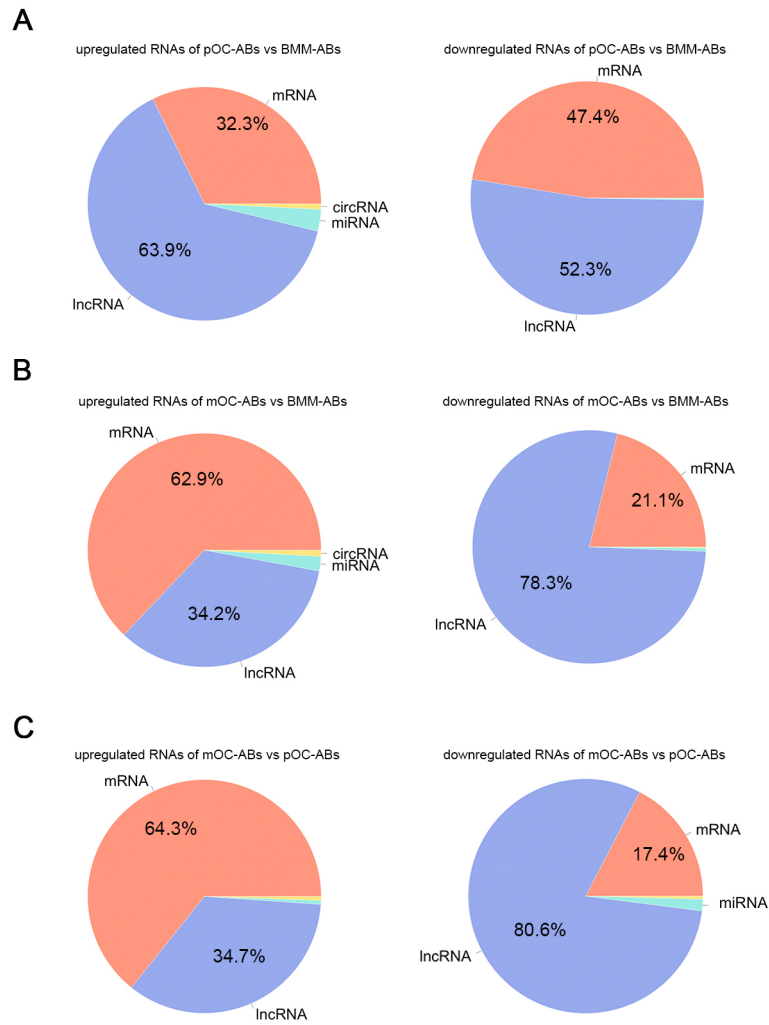 A
upregulated RNAs of pOC-ABs vs BMM-ABs
mRNA
32.3%
circRNA
miRNA
63.9%
lncRNA
downregulated RNAs of pOC-ABs vs BMM-ABs
mRNA
47.4%
52.3%
lncRNA
B
upregulated RNAs of mOC-ABs vs BMM-ABs
mRNA
62.9%
circRNA
miRNA
34.2%
lncRNA
downregulated RNAs of mOC-ABs vs BMM-ABs
mRNA
21.1%
78.3%
lncRNA
C
upregulated RNAs of mOC-ABs vs pOC-ABs
mRNA
64.3%
34.7%
lncRNA
downregulated RNAs of mOC-ABs vs pOC-ABs
mRNA
17.4%
miRNA
80.6%
lncRNA